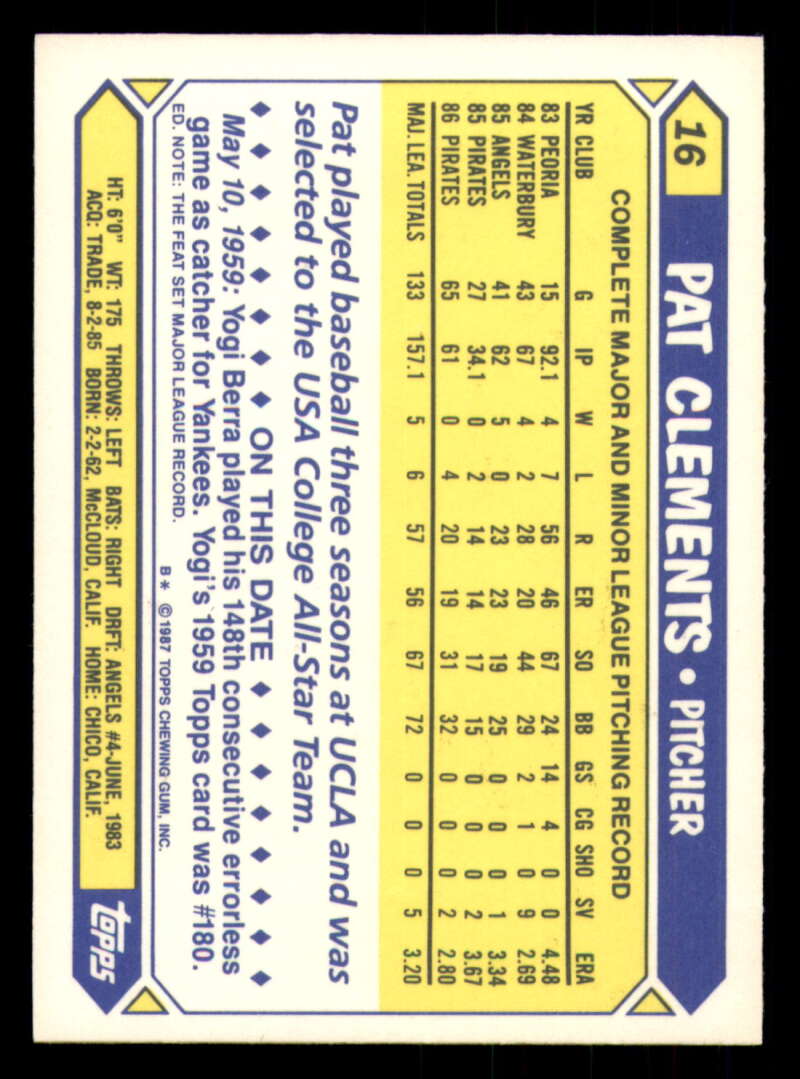 16 PAT CLEMENTS • PITCHER
COMPLETE MAJOR AND MINOR LEAGUE PITCHING RECORD
YR CLUB G IP W L R ER SO BB GS CG SHO SV ERA
83 PEORIA 15 92.1 4 7 56 46 67 24 14 4 0 0 4.48
84 WATERBURY 43 67 4 2 28 20 44 29 2 1 0 9 2.69
85 ANGELS 41 62 5 0 23 23 19 25 0 0 0 1 3.34
85 PIRATES 27 34.1 0 2 14 14 17 15 0 0 0 2 3.67
86 PIRATES 65 61 0 4 20 19 31 32 0 0 0 2 2.80
MAJ. LEA. TOTALS 133 157.1 5 6 57 56 67 72 0 0 0 5 3.20
Pat played baseball three seasons at UCLA and was
selected to the USA College All-Star Team.
◆ ◆ ◆ ◆ ◆ ◆ ◆ ◆ ON THIS DATE ◆ ◆ ◆ ◆ ◆ ◆ ◆ ◆
May 10, 1959: Yogi Berra played his 148th consecutive errorless
game as catcher for Yankees. Yogi's 1959 Topps card was #180.
ED. NOTE: THE FEAT SET MAJOR LEAGUE RECORD.
B* © 1987 TOPPS CHEWING GUM, INC.
HT: 6'0" WT: 175 THROWS: LEFT BATS: RIGHT DRFT: ANGELS #4-JUNE, 1983
ACQ: TRADE, 8-2-85 BORN: 2-2-62, McCLOUD, CALIF. HOME: CHICO, CALIF.
topps